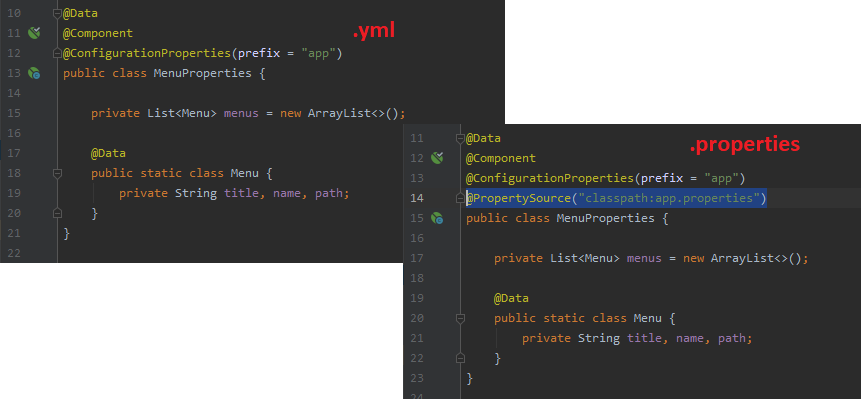 .yml
10 @Data
11 @Component
12 @ConfigurationProperties(prefix = "app")
13 public class MenuProperties {
14
15 private List<Menu> menus = new ArrayList<>();
16
17 @Data
18 public static class Menu {
19 private String title, name, path;
20 }
21 }
22
.properties
11 @Data
12 @Component
13 @ConfigurationProperties(prefix = "app")
14 @PropertySource("classpath:app.properties")
15 public class MenuProperties {
16
17 private List<Menu> menus = new ArrayList<>();
18
19 @Data
20 public static class Menu {
21 private String title, name, path;
22 }
23 }
24